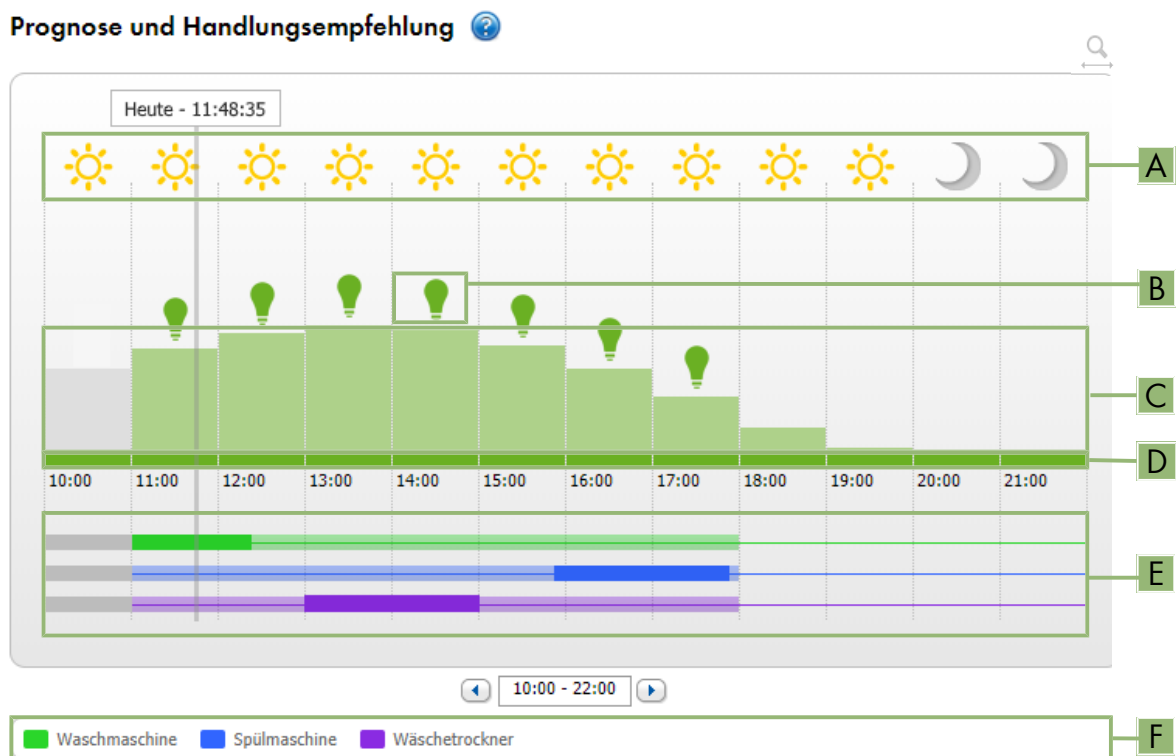 Prognose und Handlungsempfehlung ?
Heute - 11:48:35
A
B
C
D
10:00 11:00 12:00 13:00 14:00 15:00 16:00 17:00 18:00 19:00 20:00 21:00
E
10:00 - 22:00
Waschmaschine Spülmaschine Wäschetrockner F